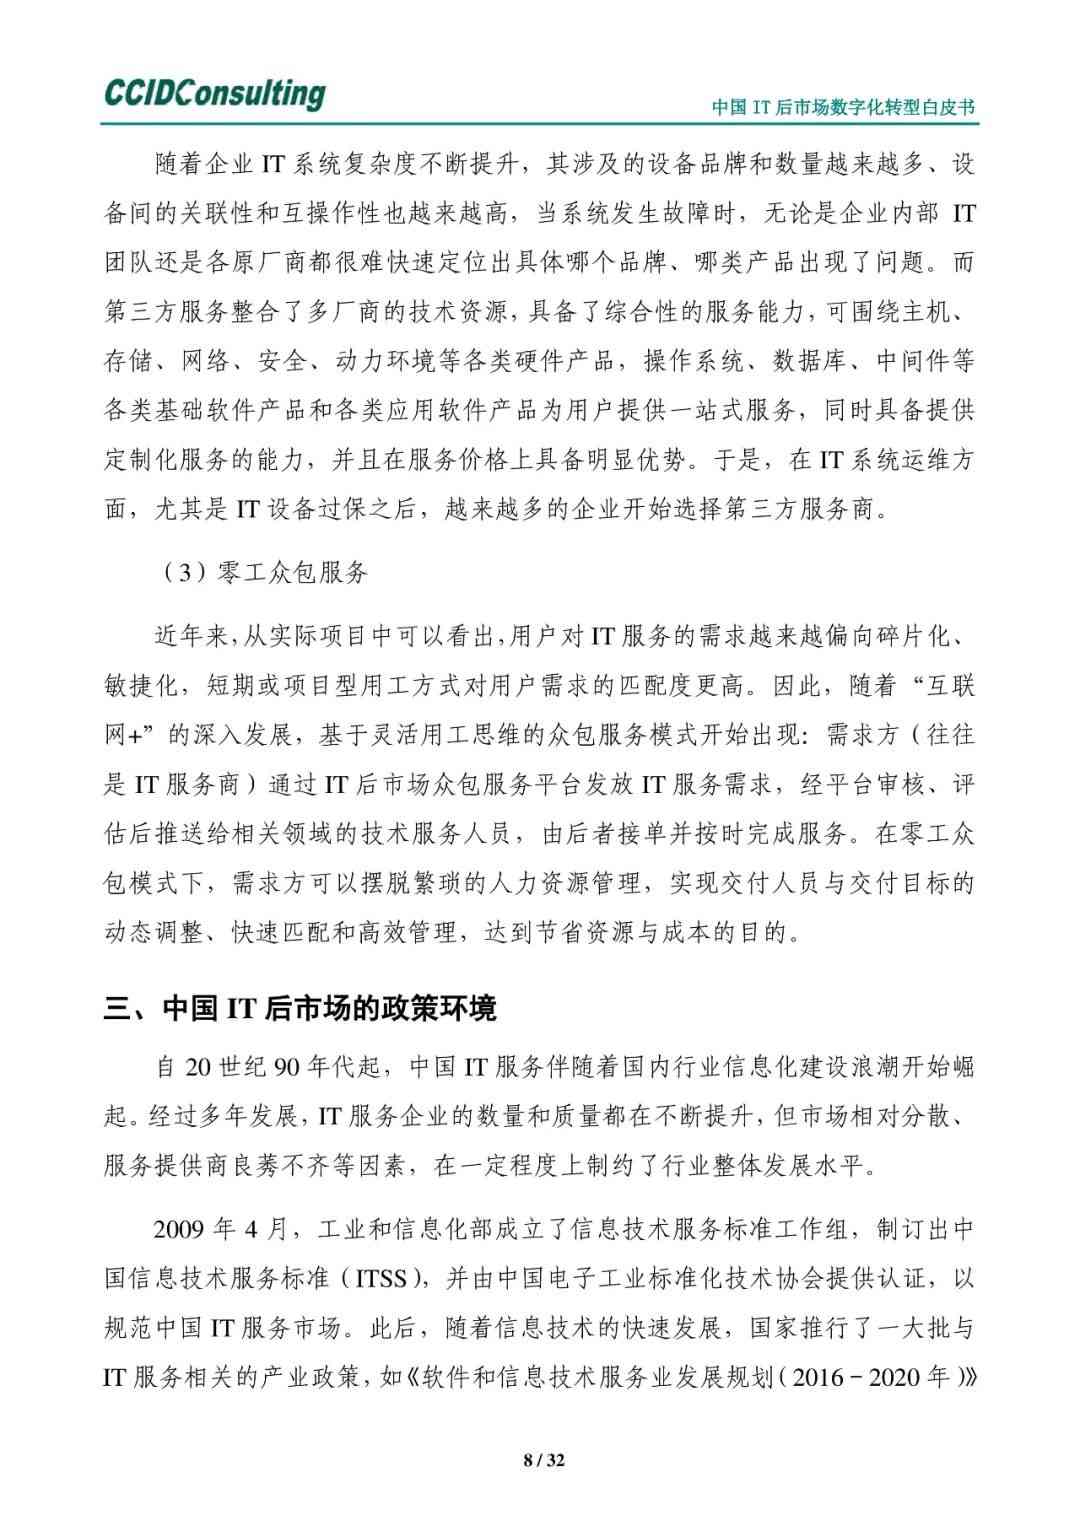 CCIDConsulting
中国 IT 后市场数字化转型白皮书
随着企业 IT 系统复杂度不断提升，其涉及的设备品牌和数量越来越多、设
备间的关联性和互操作性也越来越高，当系统发生故障时，无论是企业内部 IT
团队还是各原厂商都很难快速定位出具体哪个品牌、哪类产品出现了问题。而
第三方服务整合了多厂商的技术资源，具备了综合性的服务能力，可围绕主机、
存储、网络、安全、动力环境等各类硬件产品，操作系统、数据库、中间件等
各类基础软件产品和各类应用软件产品为用户提供一站式服务，同时具备提供
定制化服务的能力，并且在服务价格上具备明显优势。于是，在 IT 系统运维方
面，尤其是 IT 设备过保之后，越来越多的企业开始选择第三方服务商。
（3）零工众包服务
近年来，从实际项目中可以看出，用户对 IT 服务的需求越来越偏向碎片化、
敏捷化，短期或项目型用工方式对用户需求的匹配度更高。因此，随着“互联
网+”的深入发展，基于灵活用工思维的众包服务模式开始出现：需求方（往往
是 IT 服务商）通过 IT 后市场众包服务平台发放 IT 服务需求，经平台审核、评
估后推送给相关领域的技术服务人员，由后者接单并按时完成服务。在零工众
包模式下，需求方可以摆脱繁琐的人力资源管理，实现交付人员与交付目标的
动态调整、快速匹配和高效管理，达到节省资源与成本的目的。
三、中国 IT 后市场的政策环境
自 20 世纪 90 年代起，中国 IT 服务伴随着国内行业信息化建设浪潮开始崛
起。经过多年发展，IT 服务企业的数量和质量都在不断提升，但市场相对分散、
服务提供商良莠不齐等因素，在一定程度上制约了行业整体发展水平。
2009 年 4 月，工业和信息化部成立了信息技术服务标准工作组，制订出中
国信息技术服务标准（ITSS），并由中国电子工业标准化技术协会提供认证，以
规范中国 IT 服务市场。此后，随着信息技术的快速发展，国家推行了一大批与
IT 服务相关的产业政策，如《软件和信息技术服务业发展规划（2016－2020 年）》
8 / 32